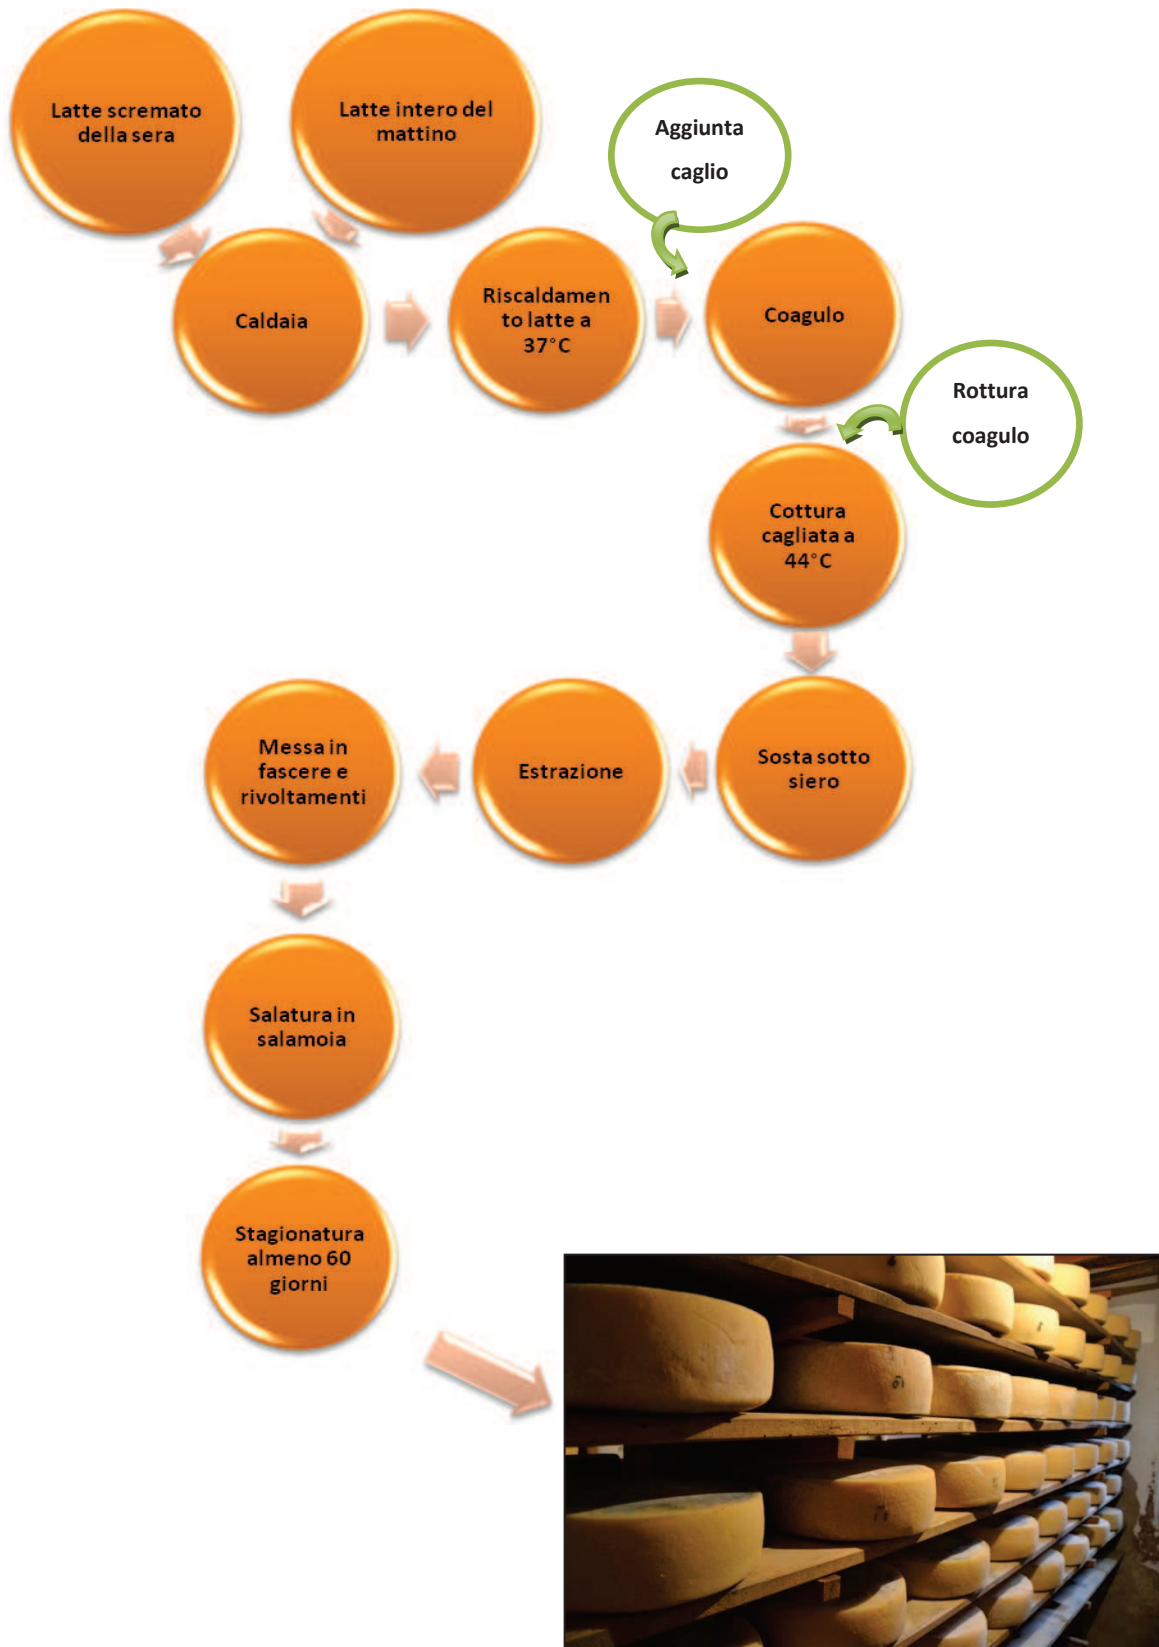 Latte scremato
della sera
Latte intero del
mattino
Aggiunta
caglio
Caldaia
Riscaldamen
to latte a
37°C
Coagulo
Rottura
coagulo
Cottura
cagliata a
44°C
Messa in
fascere e
rivoltamenti
Estrazione
Sosta sotto
siero
Salatura in
salamoia
Stagionatura
almeno 60
giorni